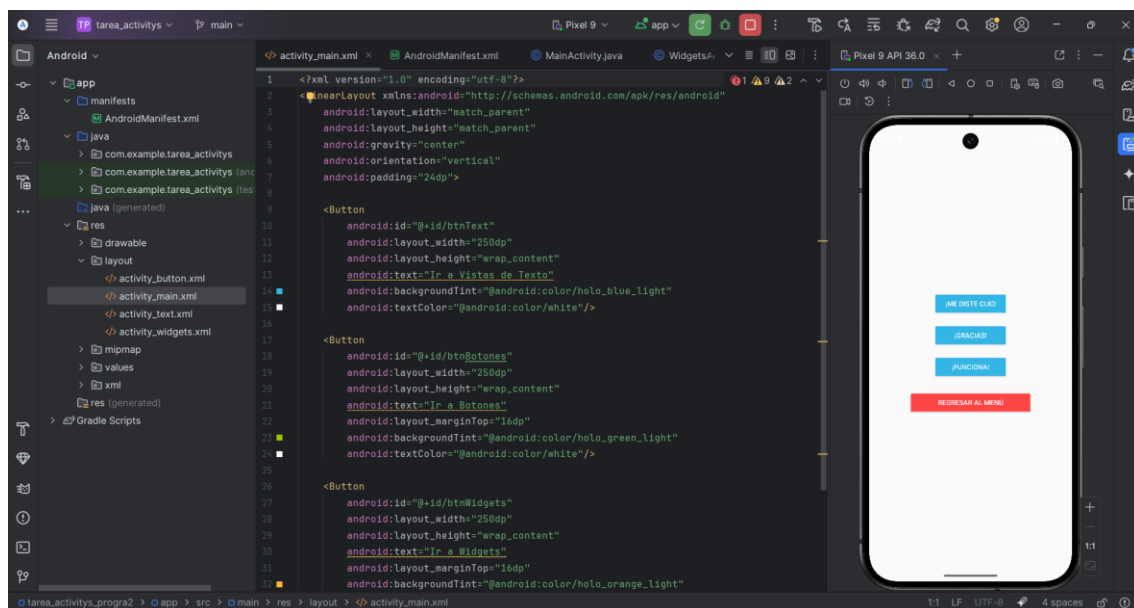 TP tarea_activitys main Pixel 9 app
Android
activity_main.xml AndroidManifest.xml MainActivity.java
Pixel 9 API 36.0
app
manifests
AndroidManifest.xml
java
com.example.tarea_activitys
com.example.tarea_activitys
com.example.tarea_activitys
java (generated)
res
drawable
layout
activity_button.xml
activity_main.xml
activity_text.xml
activity_widgets.xml
mipmap
values
xml
res (generated)
Gradle Scripts
1 9 2
1 <?xml version="1.0" encoding="utf-8"?>
2 <LinearLayout xmlns:android="http://schemas.android.com/apk/res/android"
3 android:layout_width="match_parent"
4 android:layout_height="match_parent"
5 android:gravity="center"
6 android:orientation="vertical"
7 android:padding="24dp">
8
9 <Button
10 android:id="@+id/btnText"
11 android:layout_width="250dp"
12 android:layout_height="wrap_content"
13 android:text="Ir a Vistas de Texto"
14 android:backgroundTint="@android:color/holo_blue_light"
15 android:textColor="@android:color/white"/>
16
17 <Button
18 android:id="@+id/btnBotones"
19 android:layout_width="250dp"
20 android:layout_height="wrap_content"
21 android:text="Ir a Botones"
22 android:layout_marginTop="16dp"
23 android:backgroundTint="@android:color/holo_green_light"
24 android:textColor="@android:color/white"/>
25
26 <Button
27 android:id="@+id/btnWidgets"
28 android:layout_width="250dp"
29 android:layout_height="wrap_content"
30 android:text="Ir a Widgets"
31 android:layout_marginTop="16dp"
32 android:backgroundTint="@android:color/holo_orange_light"
¡ME DISTE CLIC!
¡GRACIAS!
¡FUNCIONA!
REGRESAR AL MENÚ
1:1
tarea_activitys_progra2 > app > src > main > res > layout > activity_main.xml
1:1 LF UTF-8 4 spaces